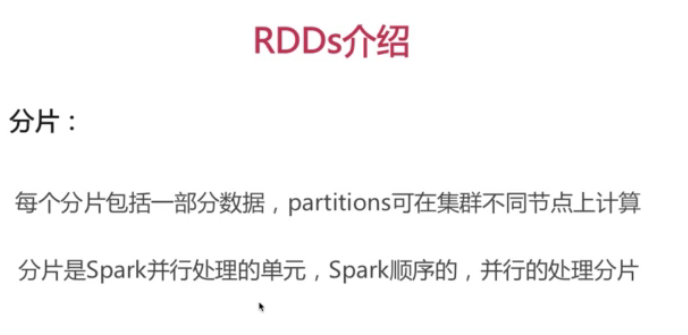 RDDs介绍
分片：
每个分片包括一部分数据，partitions可在集群不同节点上计算
分片是Spark并行处理的单元，Spark顺序的，并行的处理分片